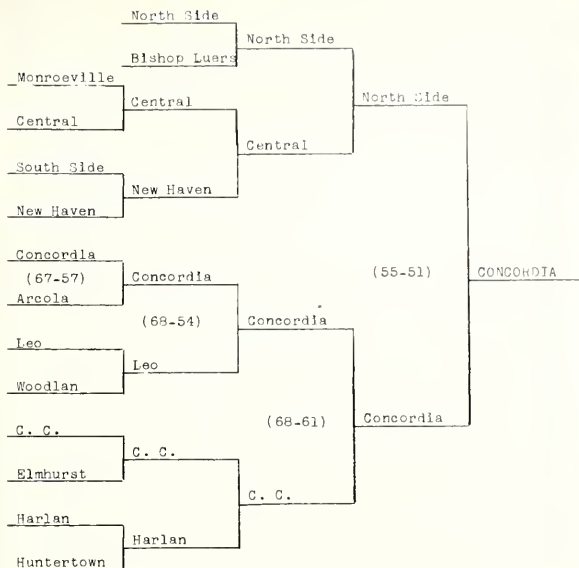 North Side
North Side
Bishop Luers
Monroeville
Central
North Side
Central
Central
South Side
New Haven
New Haven
Concordia
(55-51)
CONCORDIA
(67-57)
Concordia
Arcola
(68-54)
Concordia
Leo
Leo
Woodlan
(68-61)
Concordia
C. C.
C. C.
Elmhurst
C. C.
Harlan
Harlan
Huntertown